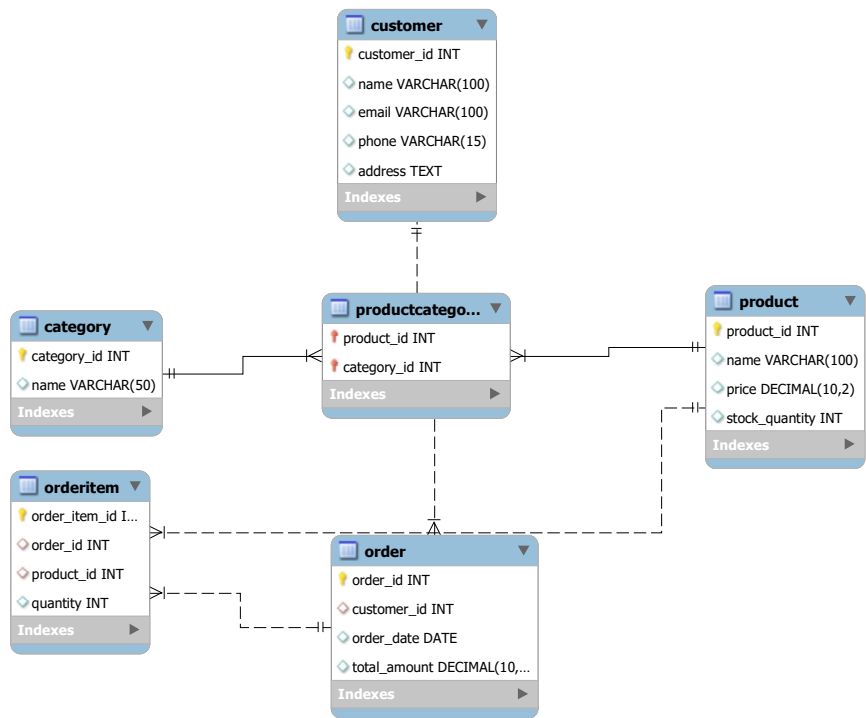 customer
customer_id INT
name VARCHAR(100)
email VARCHAR(100)
phone VARCHAR(15)
address TEXT
Indexes
category
category_id INT
name VARCHAR(50)
Indexes
productcatego...
product_id INT
category_id INT
Indexes
product
product_id INT
name VARCHAR(100)
price DECIMAL(10,2)
stock_quantity INT
Indexes
orderitem
order_item_id I...
order_id INT
product_id INT
quantity INT
Indexes
order
order_id INT
customer_id INT
order_date DATE
total_amount DECIMAL(10,...
Indexes